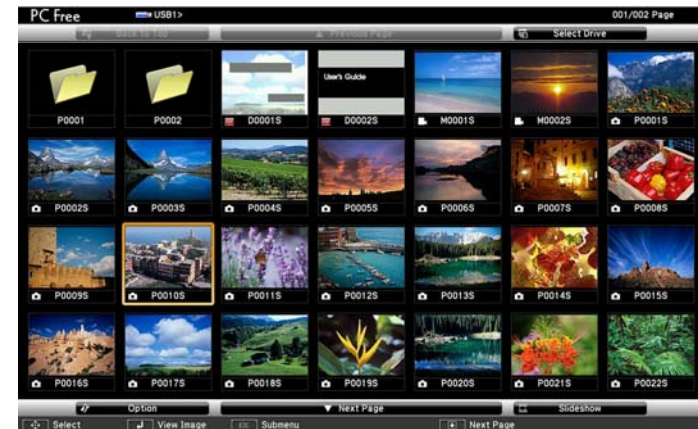 PC Free USB1> 001/002 Page
Back to Top Previous Page Select Drive
User's Guide
P0001 P0002 D0001S D0002S M0001S M0002S P0001S
P0002S P0003S P0004S P0005S P0006S P0007S P0008S
P0009S P0010S P0011S P0012S P0013S P0014S P0015S
P0016S P0017S P0018S P0019S P0020S P0021S P0022S
Option Next Page Slideshow
Select View Image Esc Submenu Next Page